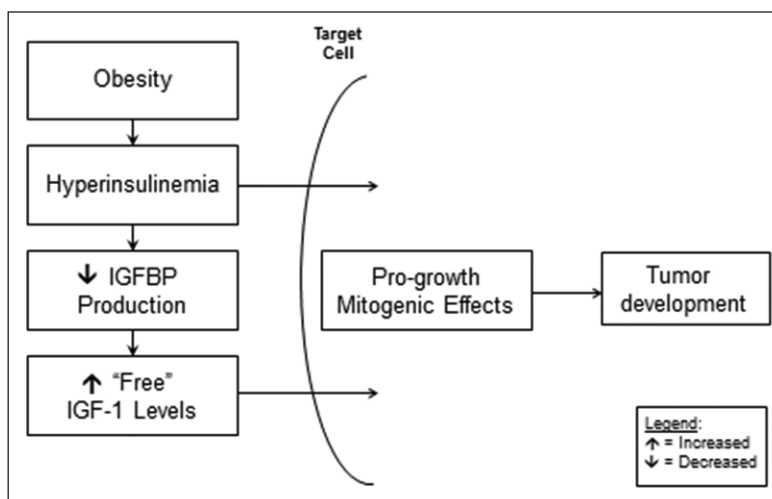 Target
Cell
Obesity
Hyperinsulinemia
↓ IGFBP
Production
↑ “Free”
IGF-1 Levels
Pro-growth
Mitogenic Effects
Tumor
development
Legend:
↑ = Increased
↓ = Decreased